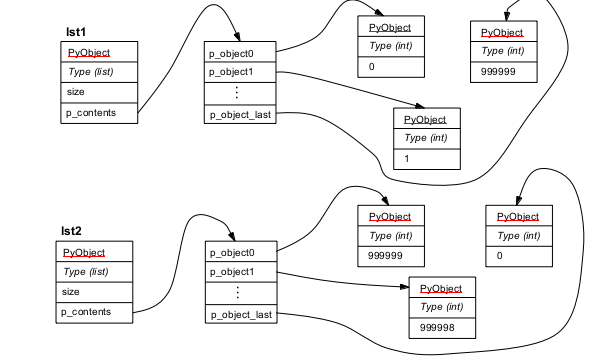 lst1
PyObject
Type (list)
size
p_contents
p_object0
p_object1
⋮
p_object_last
PyObject
Type (int)
0
PyObject
Type (int)
999999
PyObject
Type (int)
1
lst2
PyObject
Type (list)
size
p_contents
p_object0
p_object1
⋮
p_object_last
PyObject
Type (int)
999999
PyObject
Type (int)
0
PyObject
Type (int)
999998